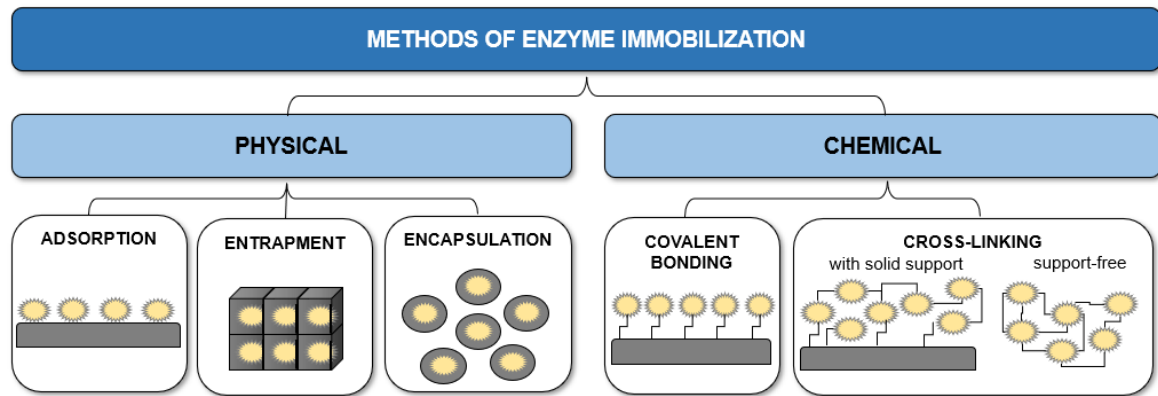 METHODS OF ENZYME IMMOBILIZATION
PHYSICAL
CHEMICAL
ADSORPTION
ENTRAPMENT
ENCAPSULATION
COVALENT
BONDING
CROSS-LINKING
with solid support
support-free